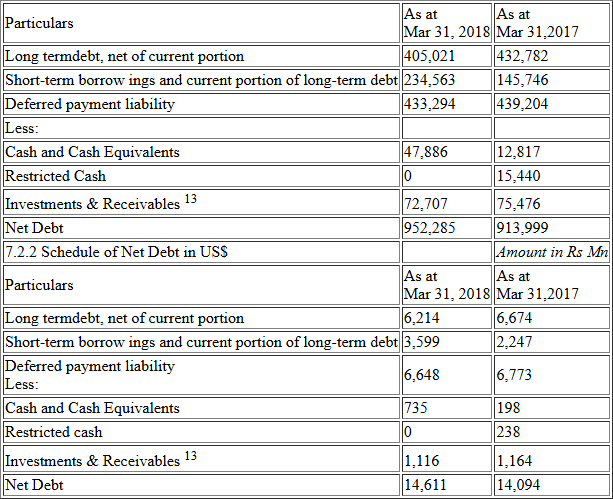 Particulars As at Mar 31, 2018 As at Mar 31,2017
Long termdebt, net of current portion 405,021 432,782
Short-term borrow ings and current portion of long-term debt 234,563 145,746
Deferred payment liability 433,294 439,204
Less:
Cash and Cash Equivalents 47,886 12,817
Restricted Cash 0 15,440
Investments & Receivables 13 72,707 75,476
Net Debt 952,285 913,999
7.2.2 Schedule of Net Debt in US$ Amount in Rs Mn
Particulars As at Mar 31, 2018 As at Mar 31,2017
Long termdebt, net of current portion 6,214 6,674
Short-term borrow ings and current portion of long-term debt 3,599 2,247
Deferred payment liability 6,648 6,773
Less:
Cash and Cash Equivalents 735 198
Restricted cash 0 238
Investments & Receivables 13 1,116 1,164
Net Debt 14,611 14,094